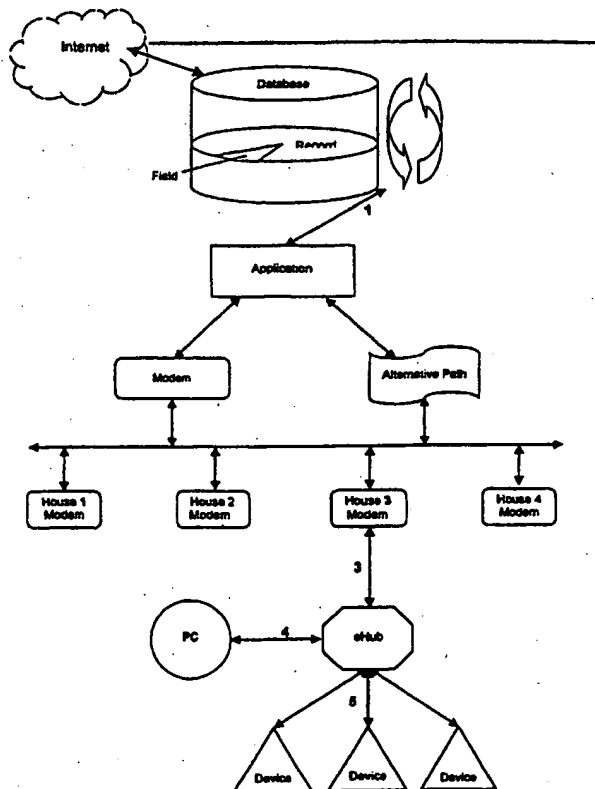 Internet
Database
Record
Field
1
Application
Modem
Alternative Path
House 1
Modem
House 2
Modem
House 3
Modem
House 4
Modem
3
PC
4
eHub
5
Device
Device
Device